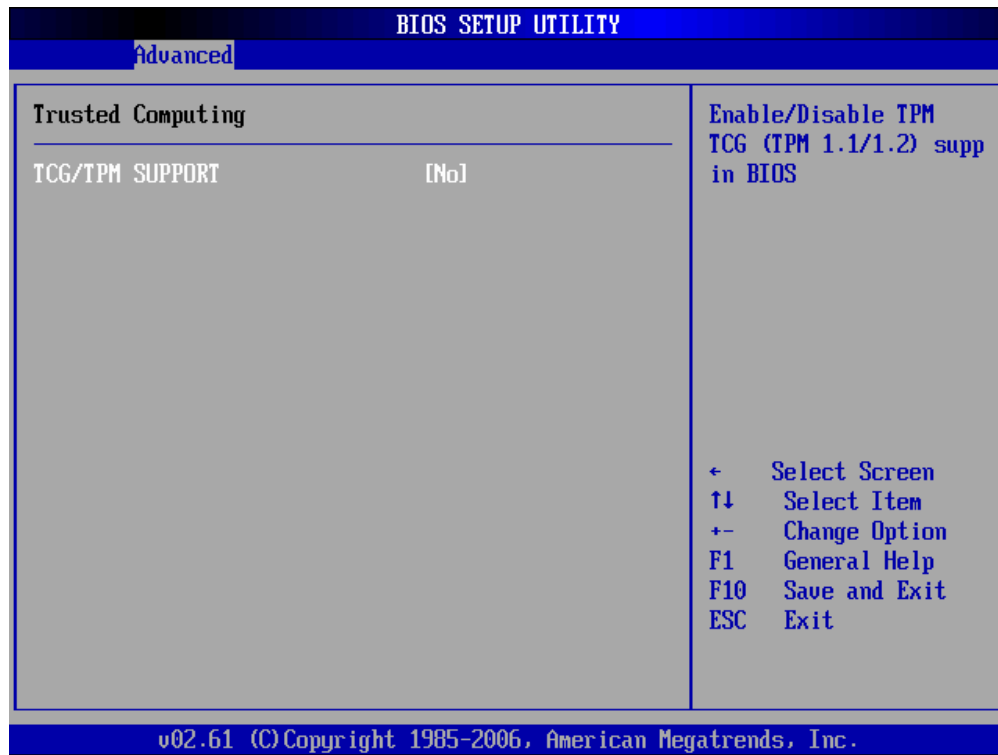 BIOS SETUP UTILITY
Advanced
Trusted Computing
TCG/TPM SUPPORT [No]
Enable/Disable TPM
TCG (TPM 1.1/1.2) supp
in BIOS
← Select Screen
↑↓ Select Item
+- Change Option
F1 General Help
F10 Save and Exit
ESC Exit
v02.61 (C)Copyright 1985-2006, American Megatrends, Inc.